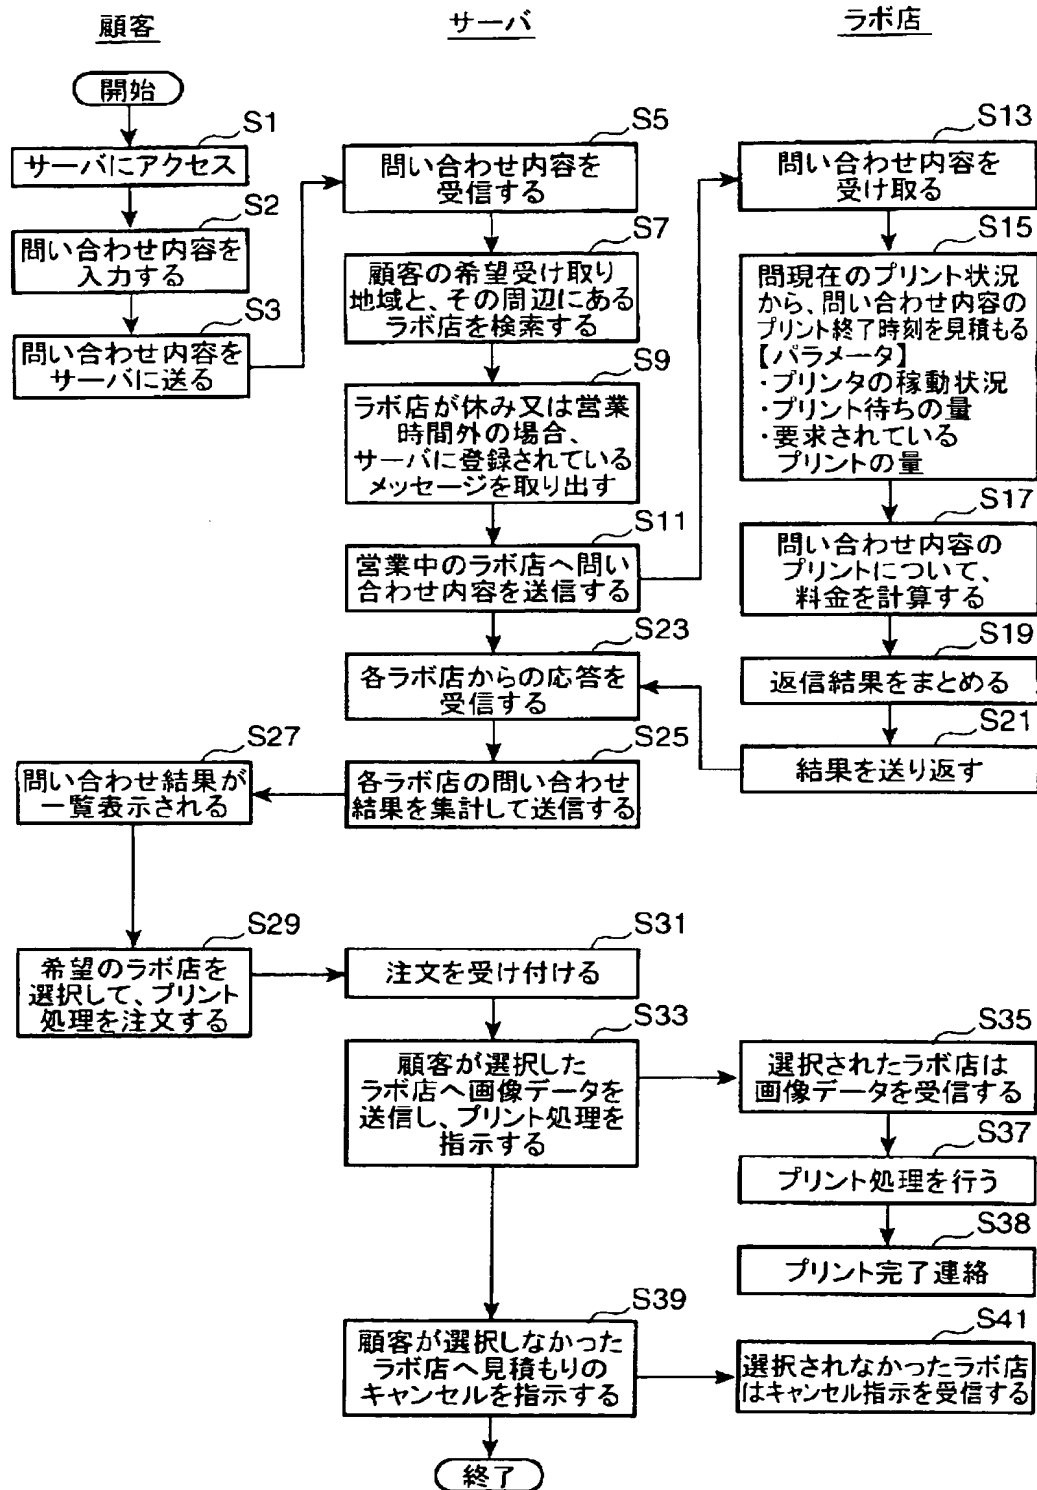 顧客
サーバ
ラボ店
開始
S1
サーバにアクセス
S2
問い合わせ内容を
入力する
S3
問い合わせ内容を
サーバに送る
S5
問い合わせ内容を
受信する
S7
顧客の希望受け取り
地域と、その周辺にある
ラボ店を検索する
S9
ラボ店が休み又は営業
時間外の場合、
サーバに登録されている
メッセージを取り出す
S11
営業中のラボ店へ問い
合わせ内容を送信する
S13
問い合わせ内容を
受け取る
S15
問現在のプリント状況
から、問い合わせ内容の
プリント終了時刻を見積もる
【パラメータ】
・プリンタの稼動状況
・プリント待ちの量
・要求されている
プリントの量
S17
問い合わせ内容の
プリントについて、
料金を計算する
S19
返信結果をまとめる
S21
結果を送り返す
S23
各ラボ店からの応答を
受信する
S25
各ラボ店の問い合わせ
結果を集計して送信する
S27
問い合わせ結果が
一覧表示される
S29
希望のラボ店を
選択して、プリント
処理を注文する
S31
注文を受け付ける
S33
顧客が選択した
ラボ店へ画像データを
送信し、プリント処理を
指示する
S35
選択されたラボ店は
画像データを受信する
S37
プリント処理を行う
S38
プリント完了連絡
S39
顧客が選択しなかった
ラボ店へ見積もりの
キャンセルを指示する
S41
選択されなかったラボ店
はキャンセル指示を受信する
終了